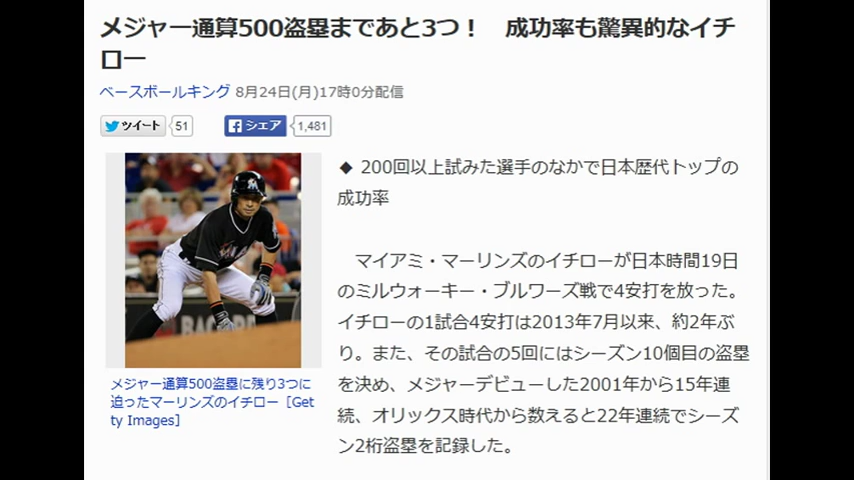 メジャー通算500盗塁まであと3つ！　成功率も驚異的なイチ
ロー
ベースボールキング 8月24日(月)17時0分配信
ツイート 51 シェア 1,481
◆ 200回以上試みた選手のなかで日本歴代トップの
成功率
マイアミ・マーリンズのイチローが日本時間19日
のミルウォーキー・ブルワーズ戦で4安打を放った。
イチローの1試合4安打は2013年7月以来、約2年ぶ
り。また、その試合の5回にはシーズン10個目の盗塁
を決め、メジャーデビューした2001年から15年連
続、オリックス時代から数えると22年連続でシーズ
ン2桁盗塁を記録した。
メジャー通算500盗塁に残り3つに
迫ったマーリンズのイチロー［Get
ty Images］